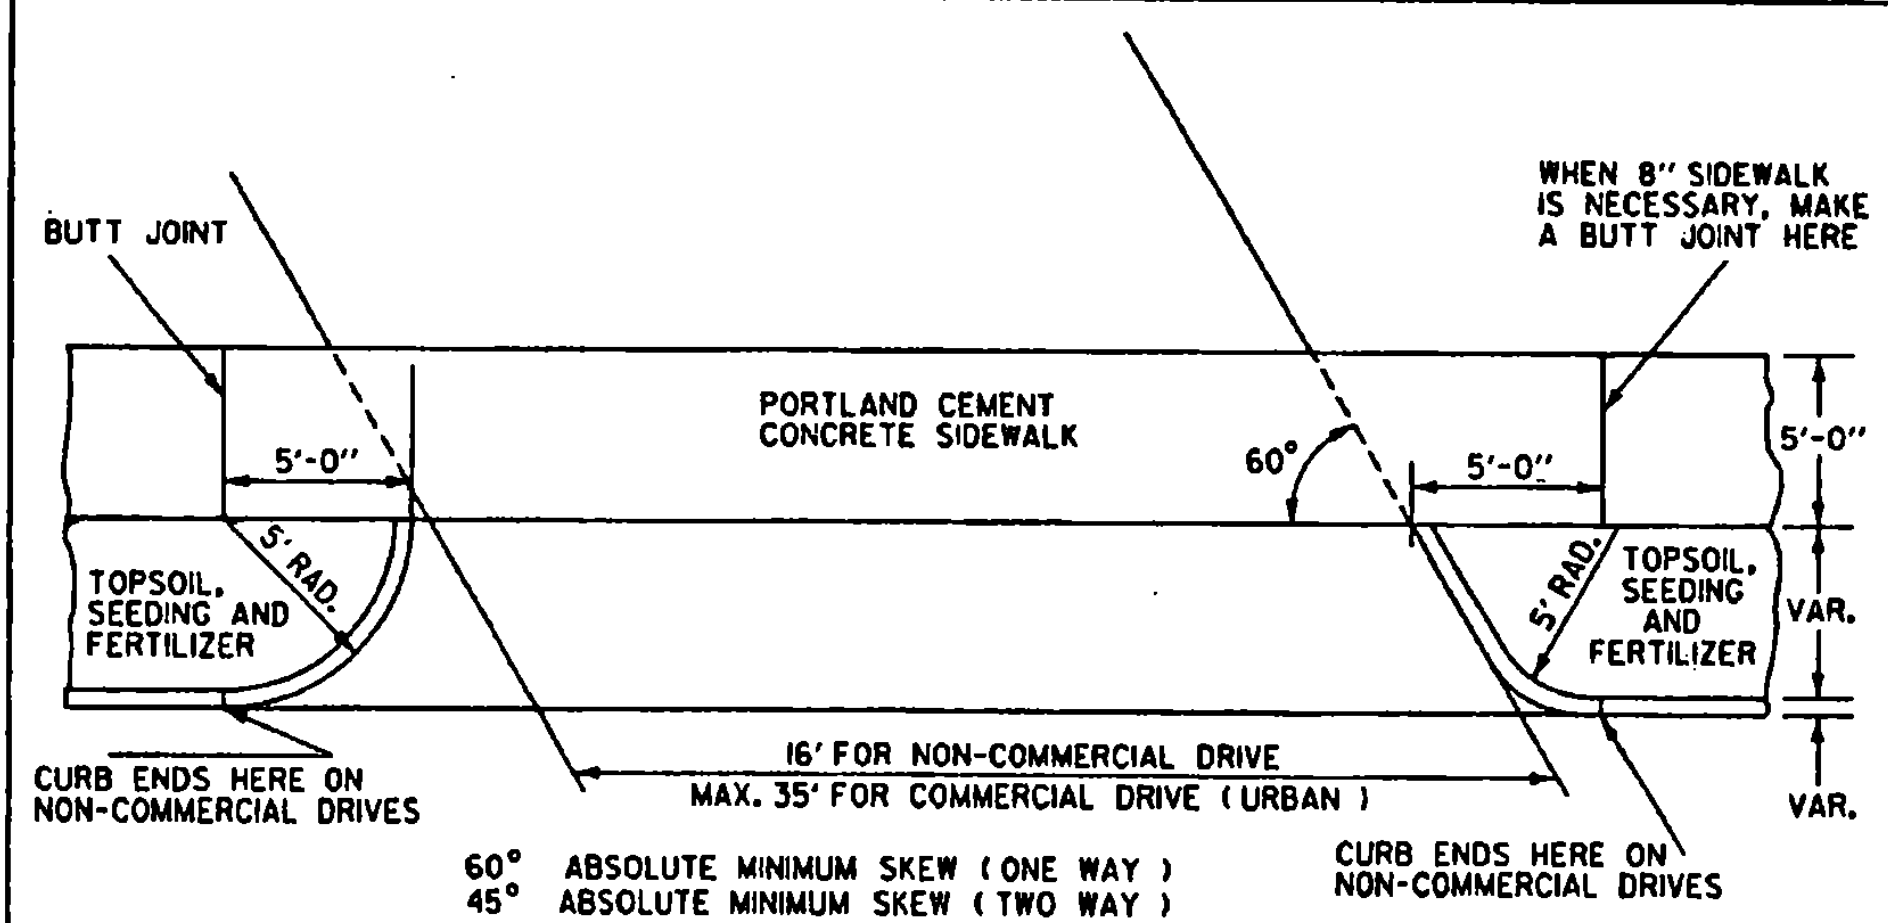 BUTT JOINT
WHEN 8" SIDEWALK
IS NECESSARY, MAKE
A BUTT JOINT HERE
PORTLAND CEMENT
CONCRETE SIDEWALK
5'-0"
60°
5'-0"
5'-0"
5' RAD.
TOPSOIL,
SEEDING AND
FERTILIZER
5' RAD.
TOPSOIL,
SEEDING
AND
FERTILIZER
VAR.
CURB ENDS HERE ON
NON-COMMERCIAL DRIVES
16' FOR NON-COMMERCIAL DRIVE
MAX. 35' FOR COMMERCIAL DRIVE ( URBAN )
VAR.
60° ABSOLUTE MINIMUM SKEW ( ONE WAY )
45° ABSOLUTE MINIMUM SKEW ( TWO WAY )
CURB ENDS HERE ON
NON-COMMERCIAL DRIVES